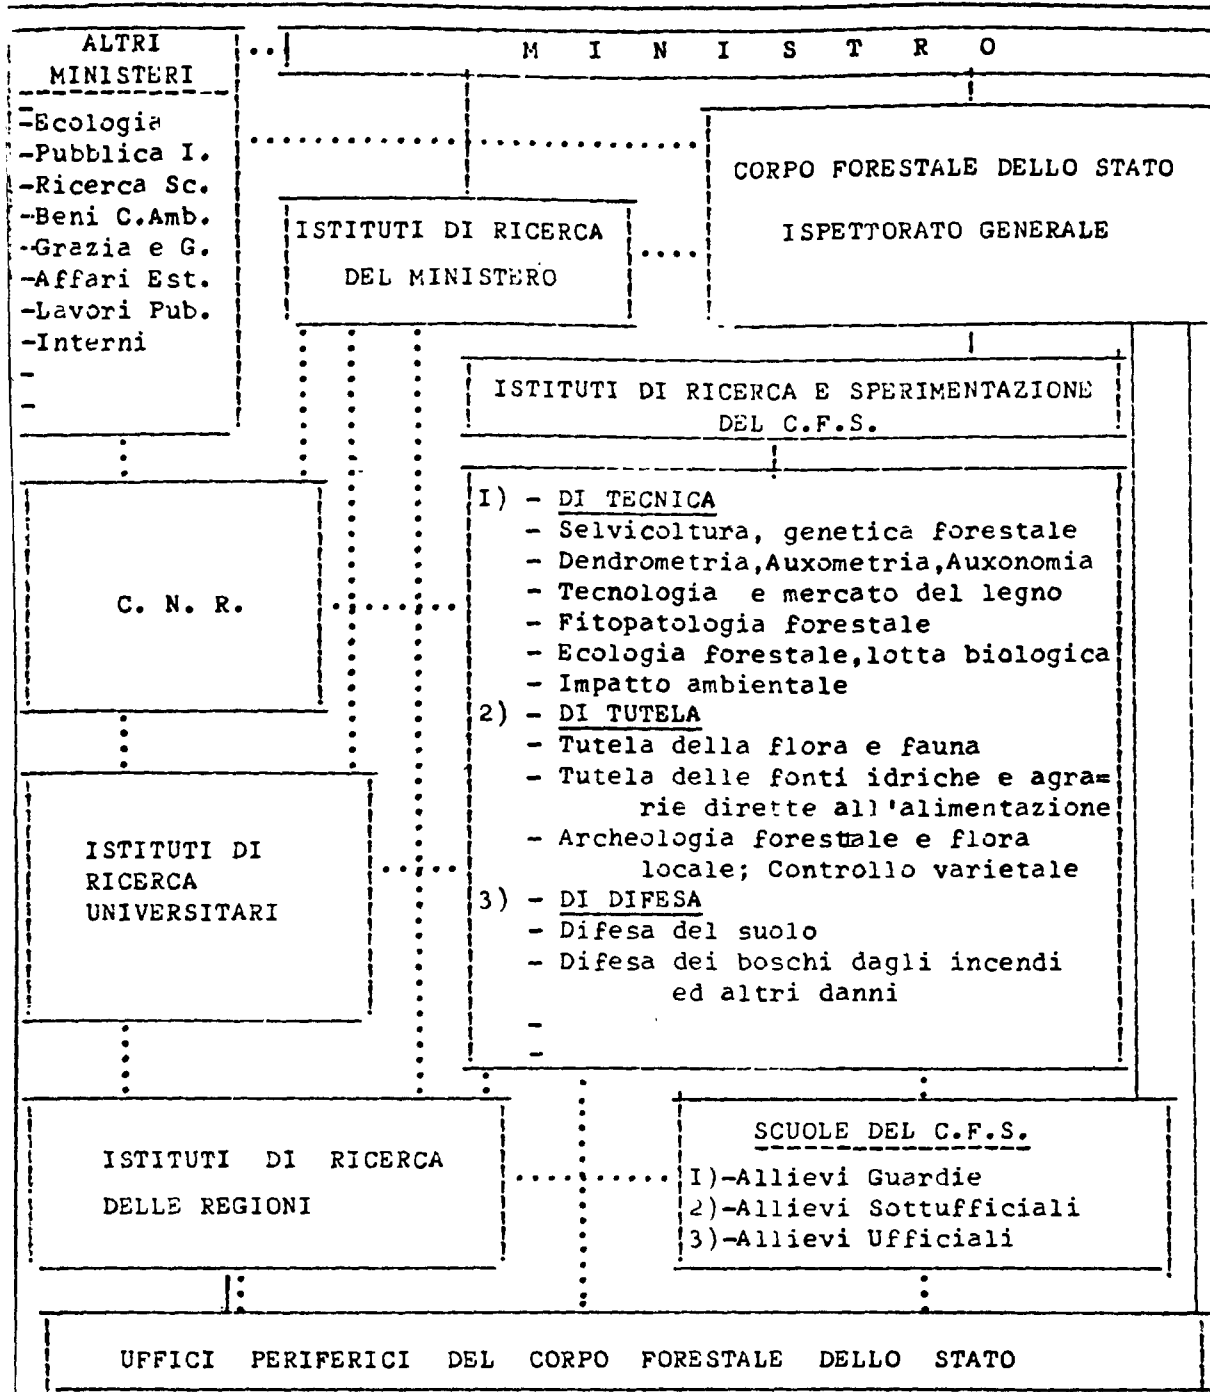 ALTRI
MINISTERI
-Ecologia
-Pubblica I.
-Ricerca Sc.
-Beni C.Amb.
-Grazia e G.
-Affari Est.
-Lavori Pub.
-Interni
-
-
M I N I S T R O
CORPO FORESTALE DELLO STATO
ISPETTORATO GENERALE
ISTITUTI DI RICERCA
DEL MINISTERO
ISTITUTI DI RICERCA E SPERIMENTAZIONE
DEL C.F.S.
C. N. R.
I) - DI TECNICA
- Selvicoltura, genetica forestale
- Dendrometria,Auxometria,Auxonomia
- Tecnologia e mercato del legno
- Fitopatologia forestale
- Ecologia forestale,lotta biologica
- Impatto ambientale
2) - DI TUTELA
- Tutela della flora e fauna
- Tutela delle fonti idriche e agra=
rie dirette all'alimentazione
- Archeologia forestale e flora
locale; Controllo varietale
3) - DI DIFESA
- Difesa del suolo
- Difesa dei boschi dagli incendi
ed altri danni
-
-
ISTITUTI DI
RICERCA
UNIVERSITARI
ISTITUTI DI RICERCA
DELLE REGIONI
SCUOLE DEL C.F.S.
I)-Allievi Guardie
2)-Allievi Sottufficiali
3)-Allievi Ufficiali
UFFICI PERIFERICI DEL CORPO FORESTALE DELLO STATO